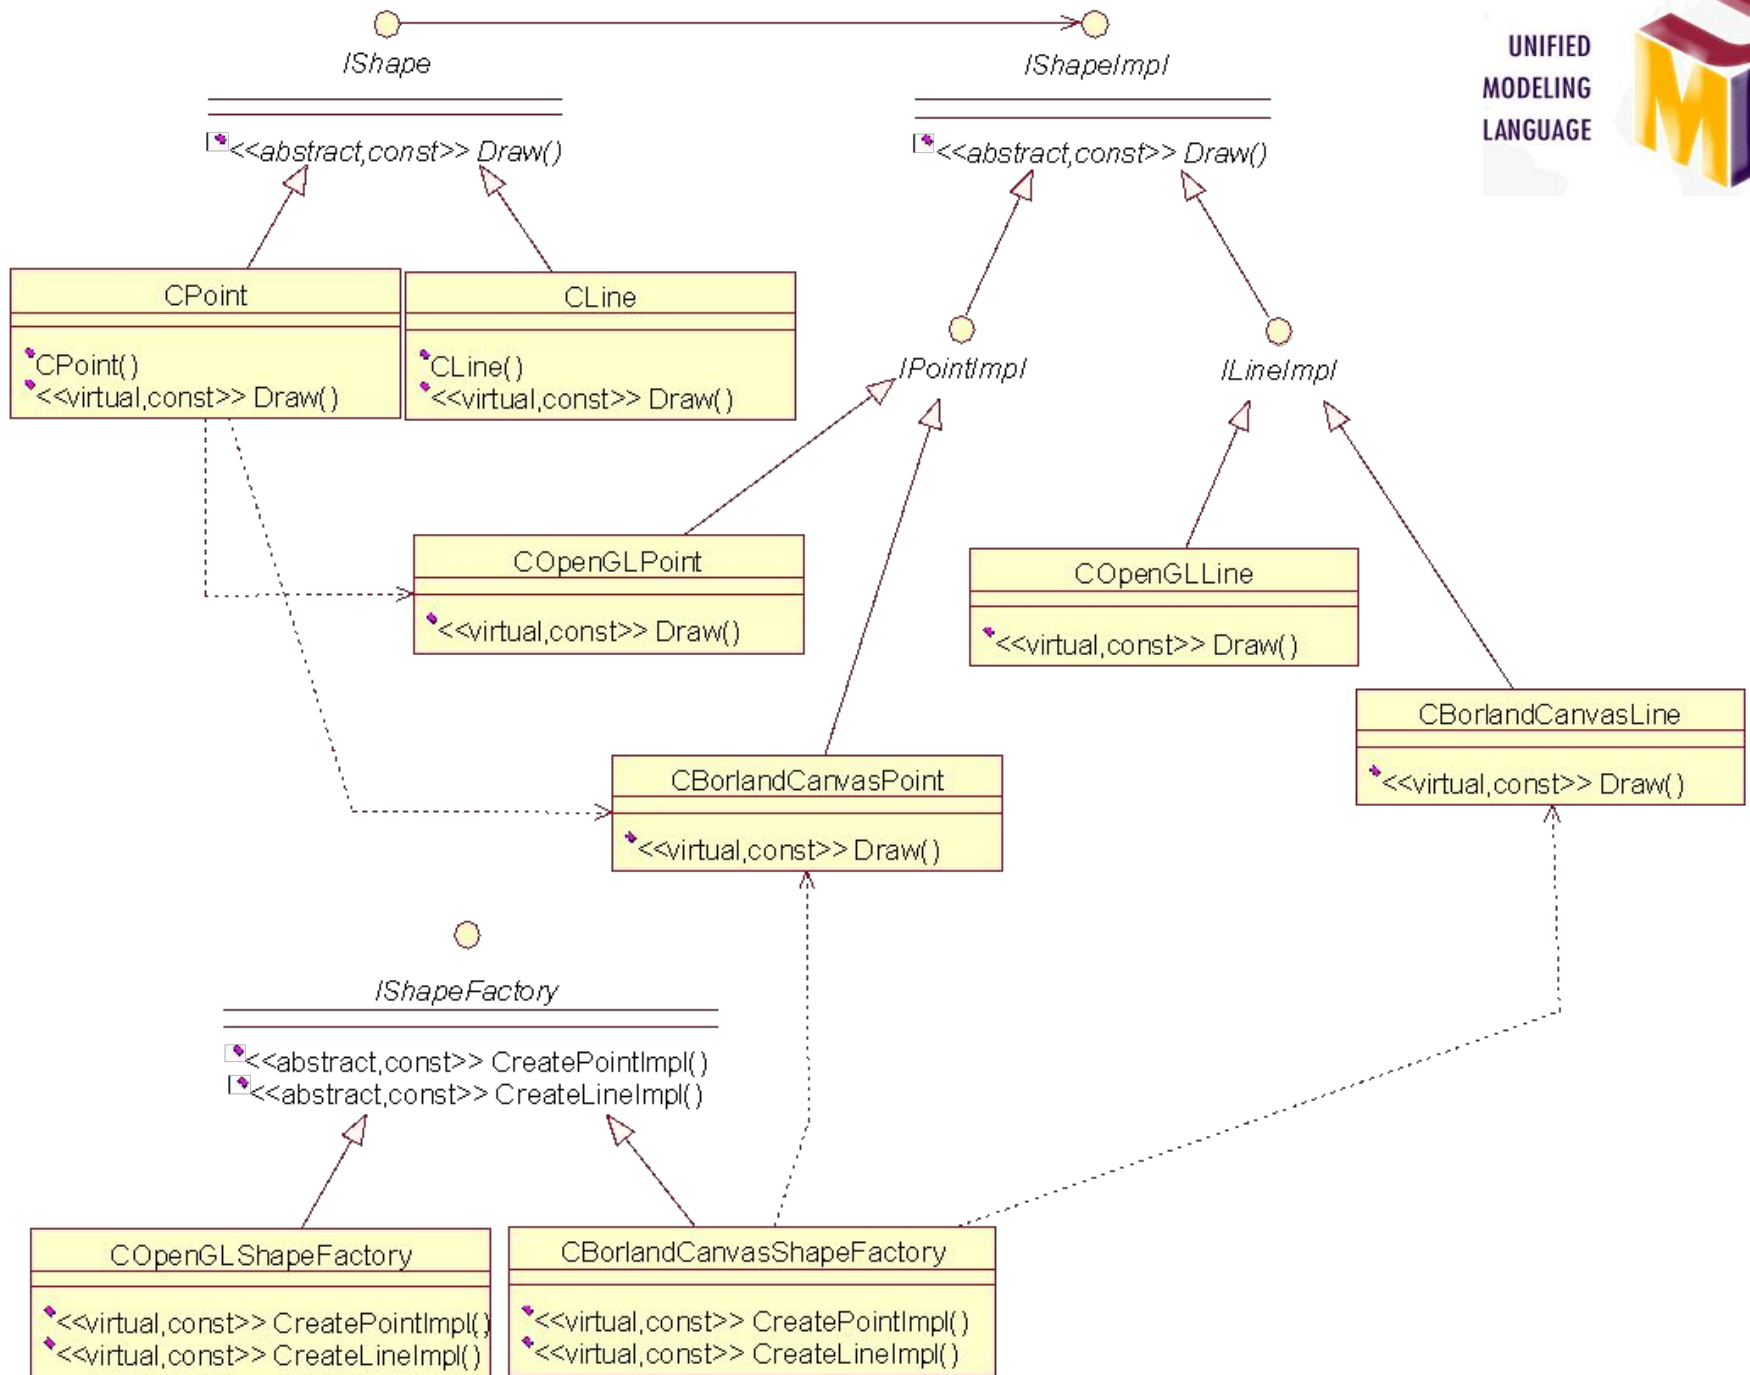 IShape
IShapeImpl
UNIFIED
MODELING
LANGUAGE
<<abstract,const>> Draw()
<<abstract,const>> Draw()
CPoint
CPoint()
<<virtual,const>> Draw()
CLine
CLine()
<<virtual,const>> Draw()
IPointImpl
ILineImpl
COpenGLPoint
<<virtual,const>> Draw()
COpenGLLine
<<virtual,const>> Draw()
CBorlandCanvasLine
<<virtual,const>> Draw()
CBorlandCanvasPoint
<<virtual,const>> Draw()
IShapeFactory
<<abstract,const>> CreatePointImpl()
<<abstract,const>> CreateLineImpl()
COpenGLShapeFactory
<<virtual,const>> CreatePointImpl()
<<virtual,const>> CreateLineImpl()
CBorlandCanvasShapeFactory
<<virtual,const>> CreatePointImpl()
<<virtual,const>> CreateLineImpl()